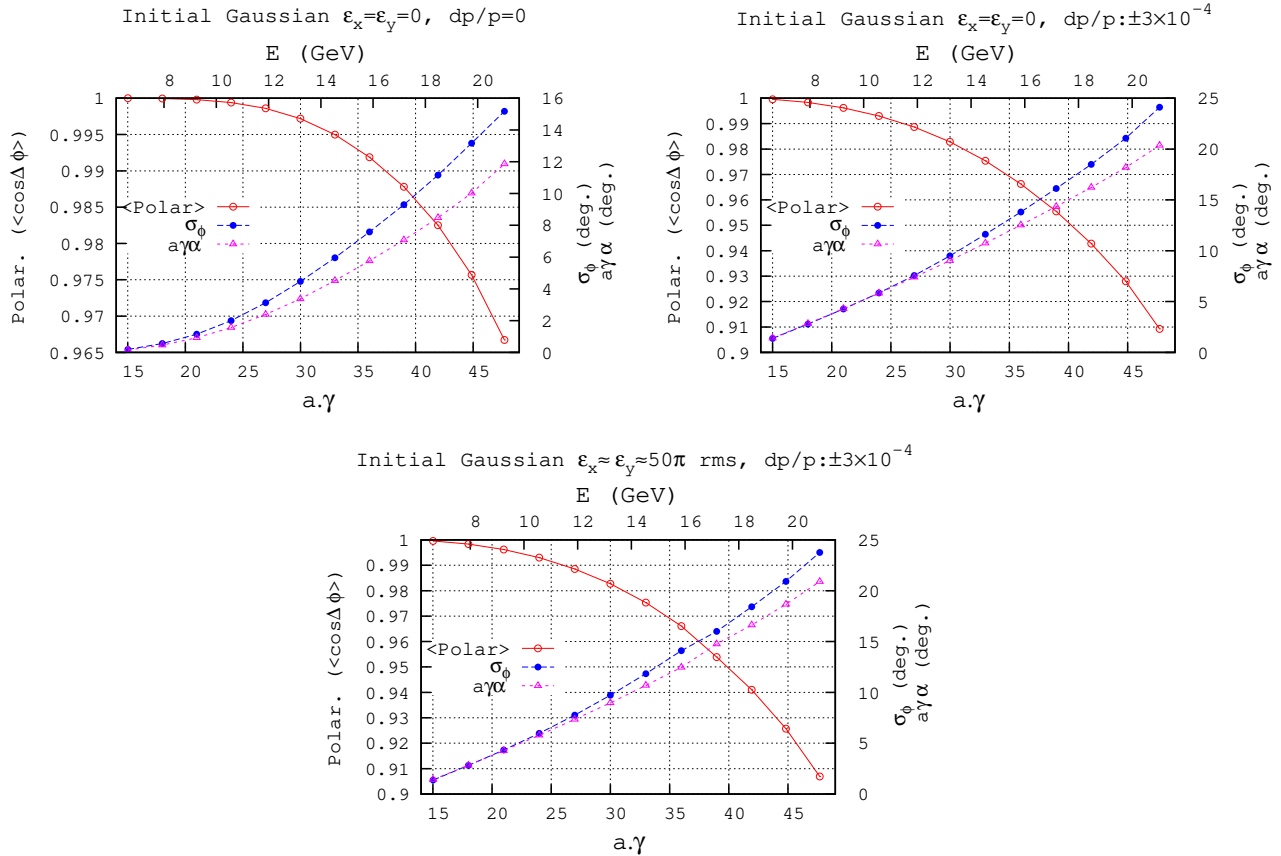 Initial Gaussian εx=εy=0, dp/p=0
E (GeV)
8 10 12 14 16 18 20
Polar. (<cosΔϕ>)
1
0.995
0.99
0.985
0.98
0.975
0.97
0.965
<Polar>
σϕ
aγα
16
14
12
10
8
6
4
2
0
σϕ (deg.)
aγα (deg.)
15 20 25 30 35 40 45
a.γ
Initial Gaussian εx=εy=0, dp/p:±3×10⁻⁴
E (GeV)
8 10 12 14 16 18 20
Polar. (<cosΔϕ>)
1
0.99
0.98
0.97
0.96
0.95
0.94
0.93
0.92
0.91
0.9
<Polar>
σϕ
aγα
25
20
15
10
5
0
σϕ (deg.)
aγα (deg.)
15 20 25 30 35 40 45
a.γ
Initial Gaussian εx≈εy≈50π rms, dp/p:±3×10⁻⁴
E (GeV)
8 10 12 14 16 18 20
Polar. (<cosΔϕ>)
1
0.99
0.98
0.97
0.96
0.95
0.94
0.93
0.92
0.91
0.9
<Polar>
σϕ
aγα
25
20
15
10
5
0
σϕ (deg.)
aγα (deg.)
15 20 25 30 35 40 45
a.γ